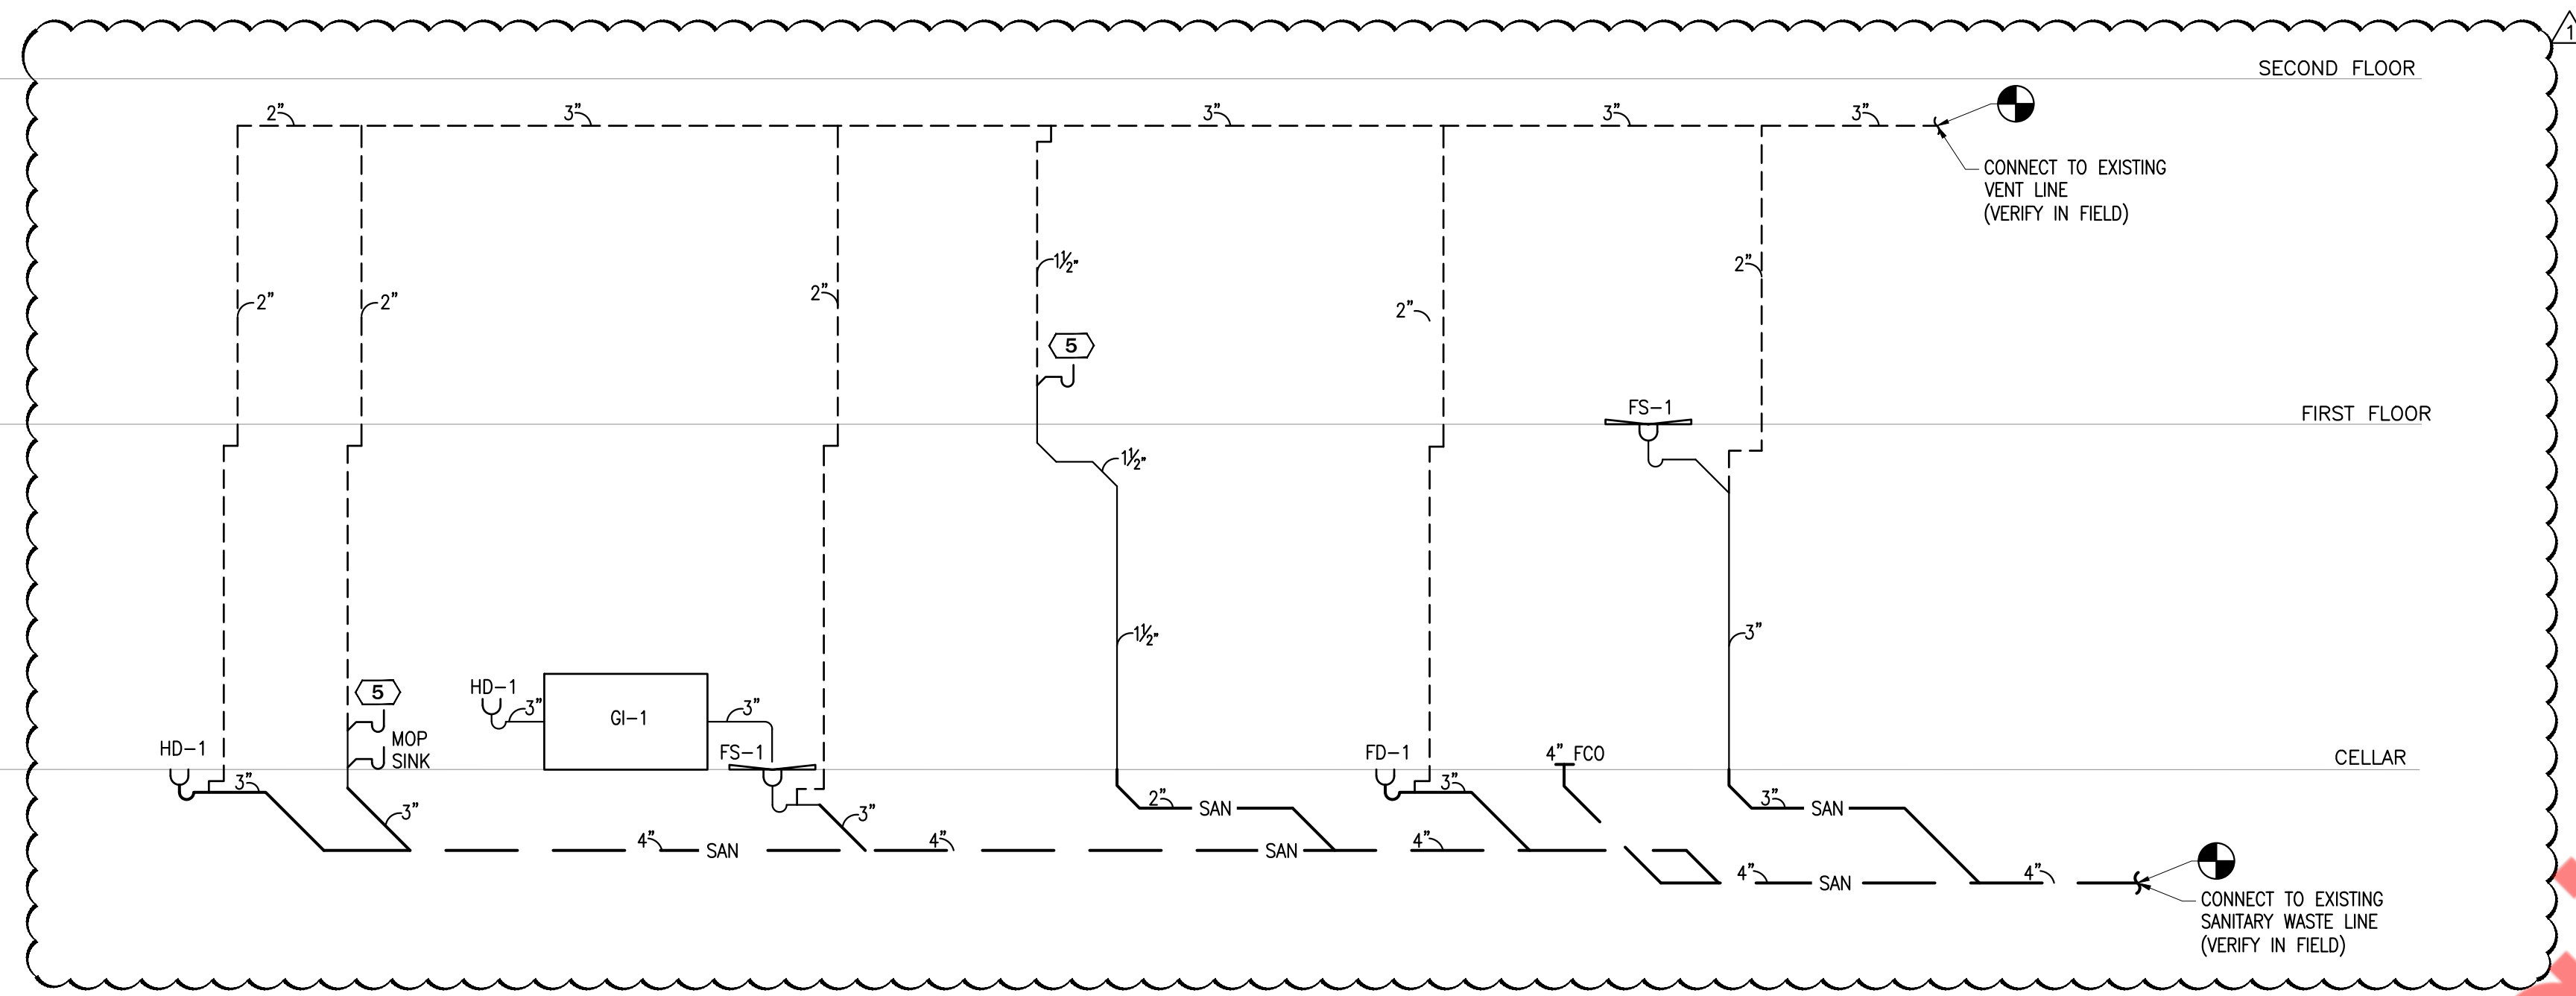 1
SECOND FLOOR
2" 3" 3" 3" 3"
CONNECT TO EXISTING
VENT LINE
(VERIFY IN FIELD)
1½"
2"
2"
2"
2"
2"
5
FS-1
FIRST FLOOR
1½"
1½"
3"
5
HD-1
3"
GI-1
3"
MOP
SINK
HD-1
FS-1
FD-1
4" FCO
CELLAR
3"
3"
3"
2" SAN
3"
3" SAN
4" SAN
4"
SAN
4"
4" SAN
4"
CONNECT TO EXISTING
SANITARY WASTE LINE
(VERIFY IN FIELD)